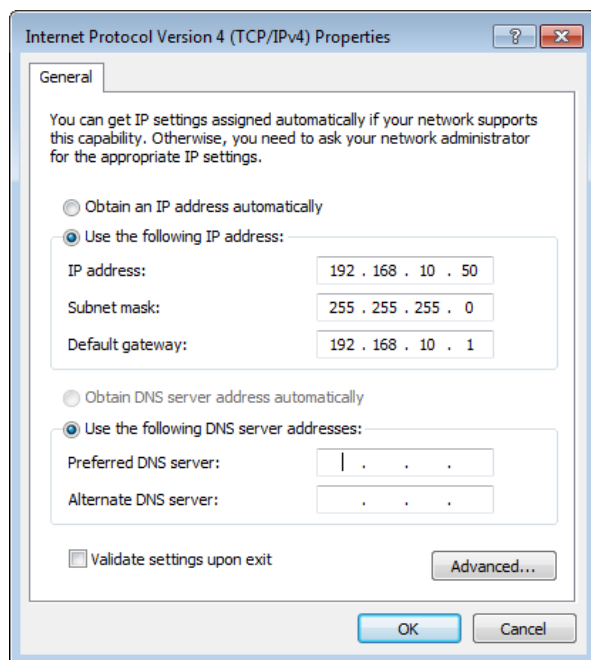 Internet Protocol Version 4 (TCP/IPv4) Properties
General
You can get IP settings assigned automatically if your network supports
this capability. Otherwise, you need to ask your network administrator
for the appropriate IP settings.
Obtain an IP address automatically
Use the following IP address:
IP address: 192 . 168 . 10 . 50
Subnet mask: 255 . 255 . 255 . 0
Default gateway: 192 . 168 . 10 . 1
Obtain DNS server address automatically
Use the following DNS server addresses:
Preferred DNS server: . . .
Alternate DNS server: . . .
Validate settings upon exit
Advanced...
OK Cancel